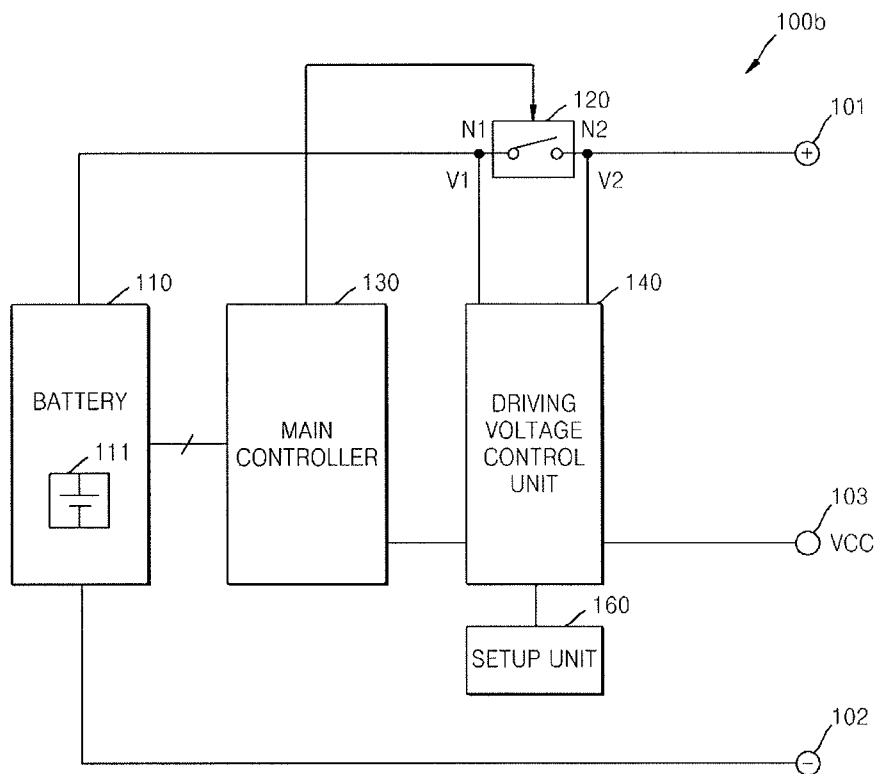 100b
120
101
N1
N2
+
V1
V2
110
130
140
BATTERY
111
MAIN
CONTROLLER
DRIVING
VOLTAGE
CONTROL
UNIT
103
VCC
160
SETUP UNIT
102
−